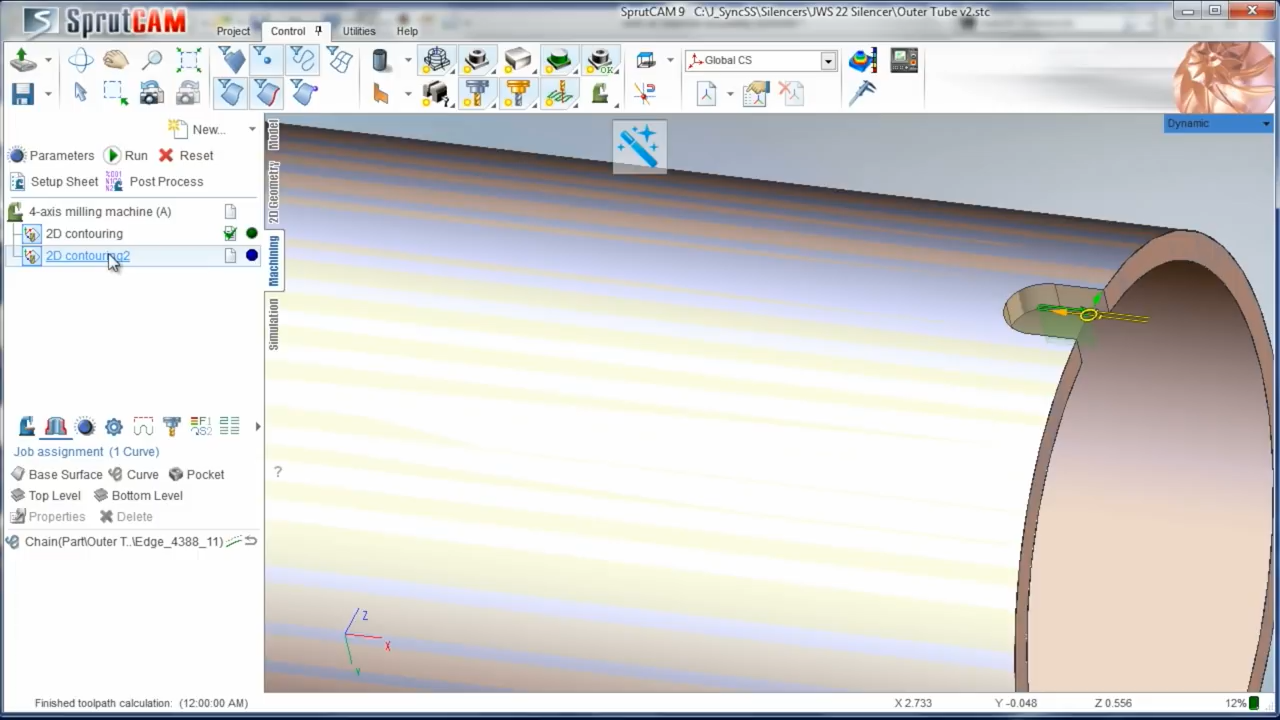 SprutCAM
SprutCAM 9 C:\J_SyncSS\Silencers\JWS 22 Silencer\Outer Tube v2.stc
Project Control Utilities Help
OK
Global CS
New...
Parameters Run Reset
Setup Sheet Post Process
4-axis milling machine (A)
2D contouring
2D contouring2
Model
2D Geometry
Machining
Simulation
Dynamic
Job assignment (1 Curve)
Base Surface Curve Pocket
Top Level Bottom Level
Properties Delete
Chain(Part\Outer T..\Edge_4388_11)
?
Z
X
Y
Finished toolpath calculation: (12:00:00 AM)
X 2.733 Y -0.048 Z 0.556 12%